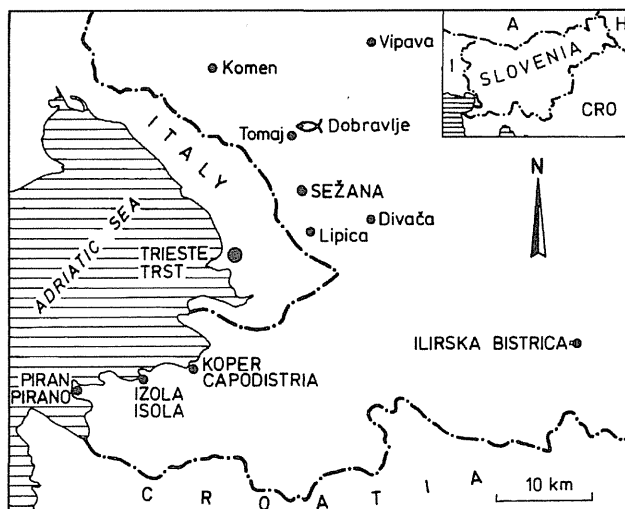 Vipava
Komen
A
H
I
SLOVENIA
CRO
ITALY
Tomaj
Dobravlje
N
SEŽANA
Divača
Lipica
ADRIATIC SEA
TRIESTE
TRST
ILIRSKA BISTRICA
KOPER
CAPODISTRIA
PIRAN
PIRANO
IZOLA
ISOLA
CROATIA
10 km